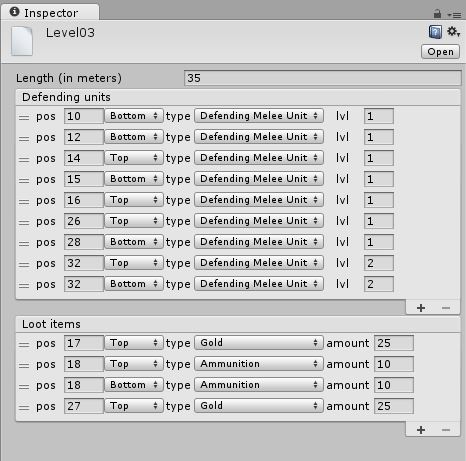 Inspector
Level03
Open
Length (in meters) 35
Defending units
pos 10 Bottom type Defending Melee Unit lvl 1
pos 12 Bottom type Defending Melee Unit lvl 1
pos 14 Top type Defending Melee Unit lvl 1
pos 15 Bottom type Defending Melee Unit lvl 1
pos 16 Top type Defending Melee Unit lvl 1
pos 26 Top type Defending Melee Unit lvl 1
pos 28 Bottom type Defending Melee Unit lvl 1
pos 32 Top type Defending Melee Unit lvl 2
pos 32 Bottom type Defending Melee Unit lvl 2
+ −
Loot items
pos 17 Top type Gold amount 25
pos 18 Top type Ammunition amount 10
pos 18 Bottom type Ammunition amount 10
pos 27 Top type Gold amount 25
+ −